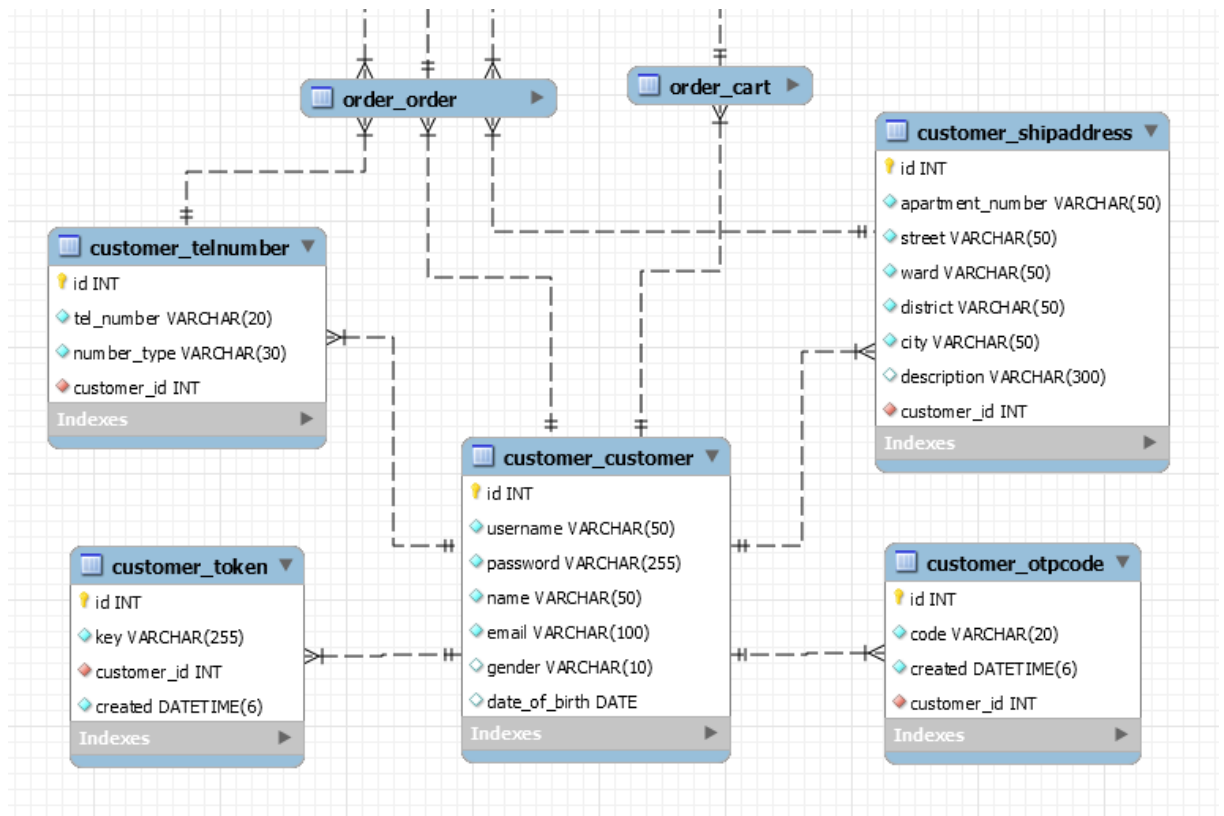 order_order
order_cart
customer_shipaddress
id INT
apartment_number VARCHAR(50)
street VARCHAR(50)
ward VARCHAR(50)
district VARCHAR(50)
city VARCHAR(50)
description VARCHAR(300)
customer_id INT
Indexes
customer_telnumber
id INT
tel_number VARCHAR(20)
number_type VARCHAR(30)
customer_id INT
Indexes
customer_customer
id INT
username VARCHAR(50)
password VARCHAR(255)
name VARCHAR(50)
email VARCHAR(100)
gender VARCHAR(10)
date_of_birth DATE
Indexes
customer_token
id INT
key VARCHAR(255)
customer_id INT
created DATETIME(6)
Indexes
customer_otpcode
id INT
code VARCHAR(20)
created DATETIME(6)
customer_id INT
Indexes